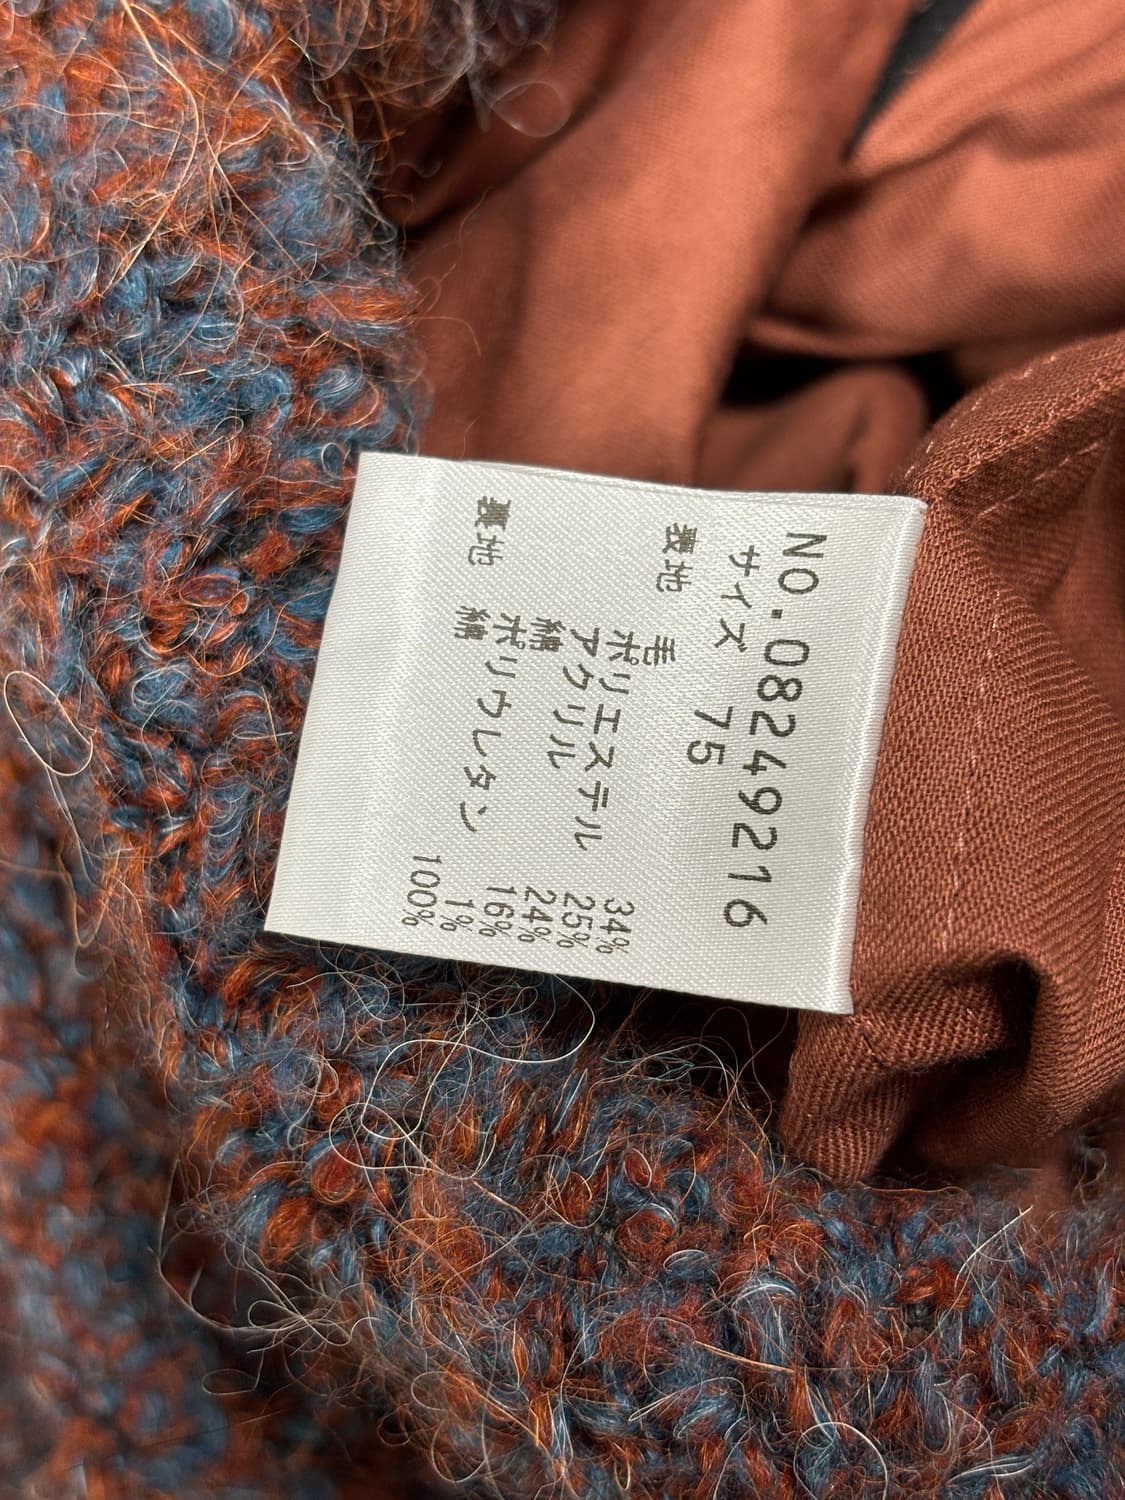 NO.08249216
サイズ 75
表地 毛 34%
ポリエステル 25%
アクリル 24%
綿 16%
ポリウレタン 1%
裏地 綿 100%